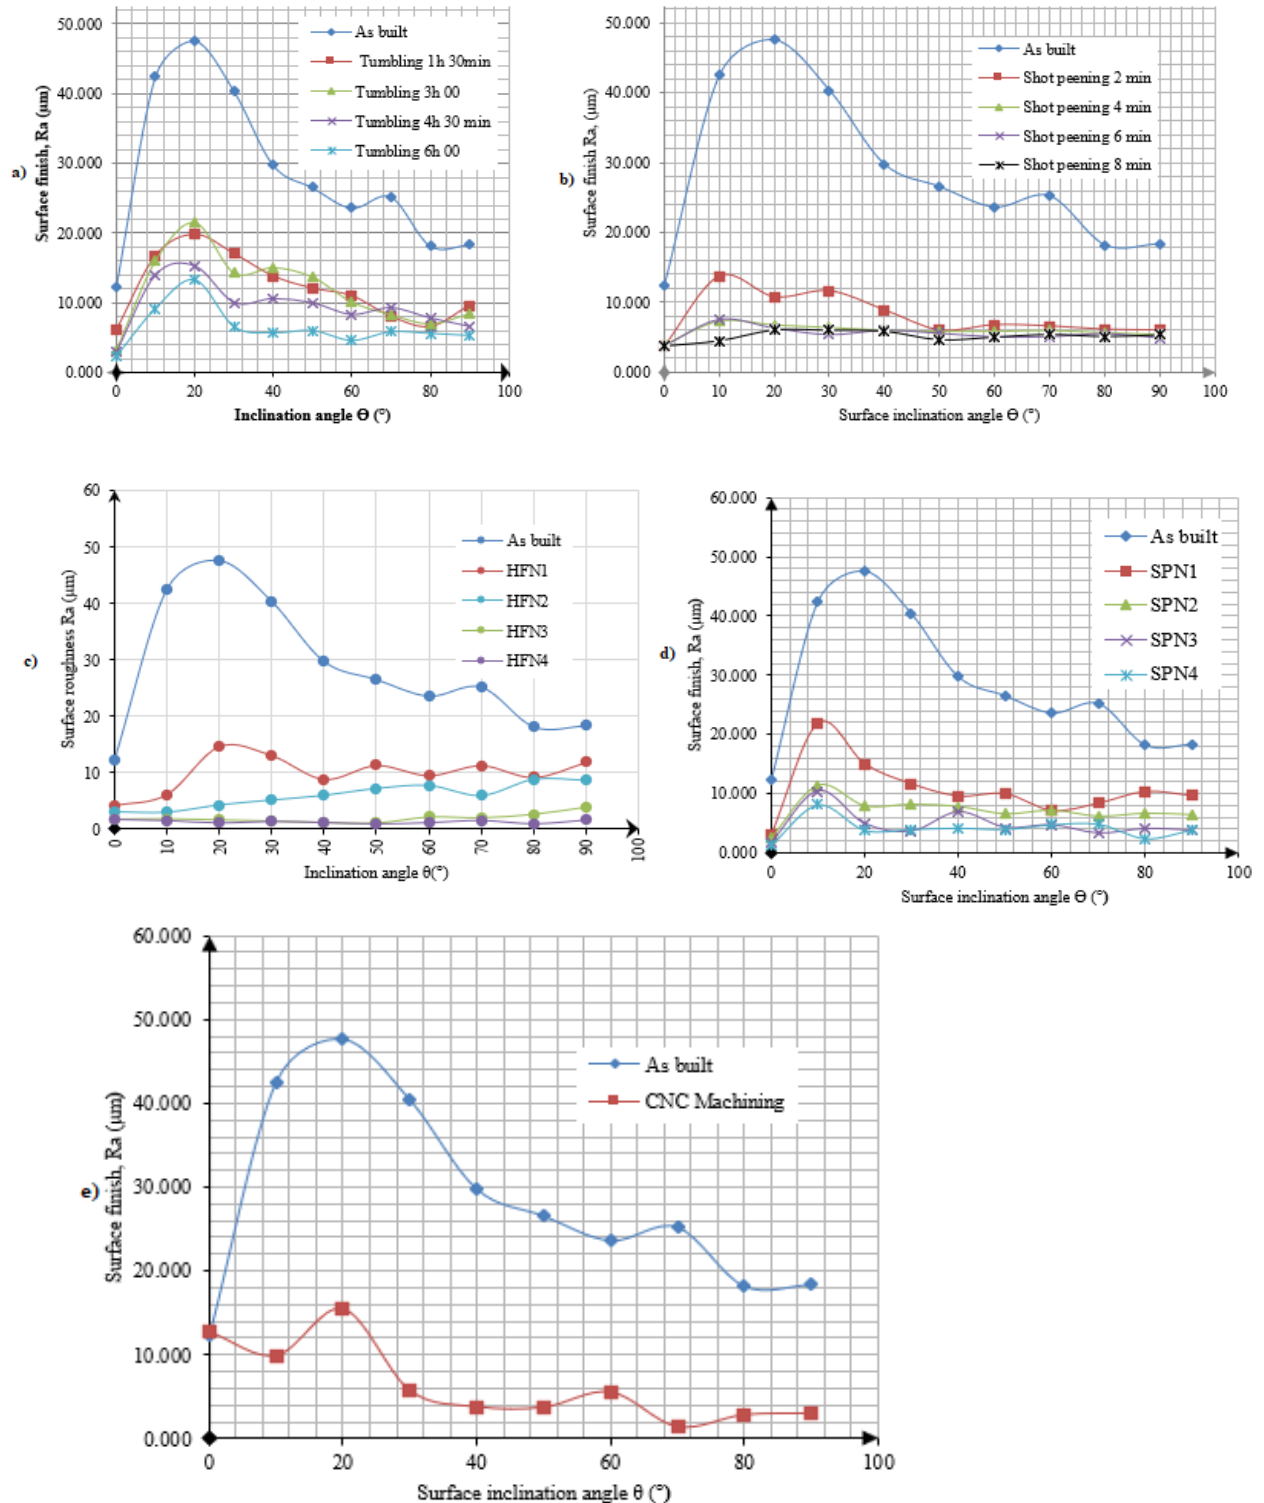 50.000
40.000
30.000
20.000
10.000
0.000
Surface finish, Ra (µm)
a)
As built
Tumbling 1h 30min
Tumbling 3h 00
Tumbling 4h 30 min
Tumbling 6h 00
0 20 40 60 80 100
Inclination angle Ɵ (°)
50.000
40.000
30.000
20.000
10.000
0.000
Surface finish Ra, (µm)
b)
As built
Shot peening 2 min
Shot peening 4 min
Shot peening 6 min
Shot peening 8 min
0 10 20 30 40 50 60 70 80 90 100
Surface inclination angle Ɵ (°)
60
50
40
30
20
10
0
Surface roughness Ra (µm)
c)
As built
HFN1
HFN2
HFN3
HFN4
0 10 20 30 40 50 60 70 80 90 100
Inclination angle θ(°)
60.000
50.000
40.000
30.000
20.000
10.000
0.000
Surface finish, Ra (µm)
d)
As built
SPN1
SPN2
SPN3
SPN4
0 20 40 60 80 100
Surface inclination angle Ɵ (°)
60.000
50.000
40.000
30.000
20.000
10.000
0.000
Surface finish, Ra (µm)
e)
As built
CNC Machining
0 20 40 60 80 100
Surface inclination angle θ (°)